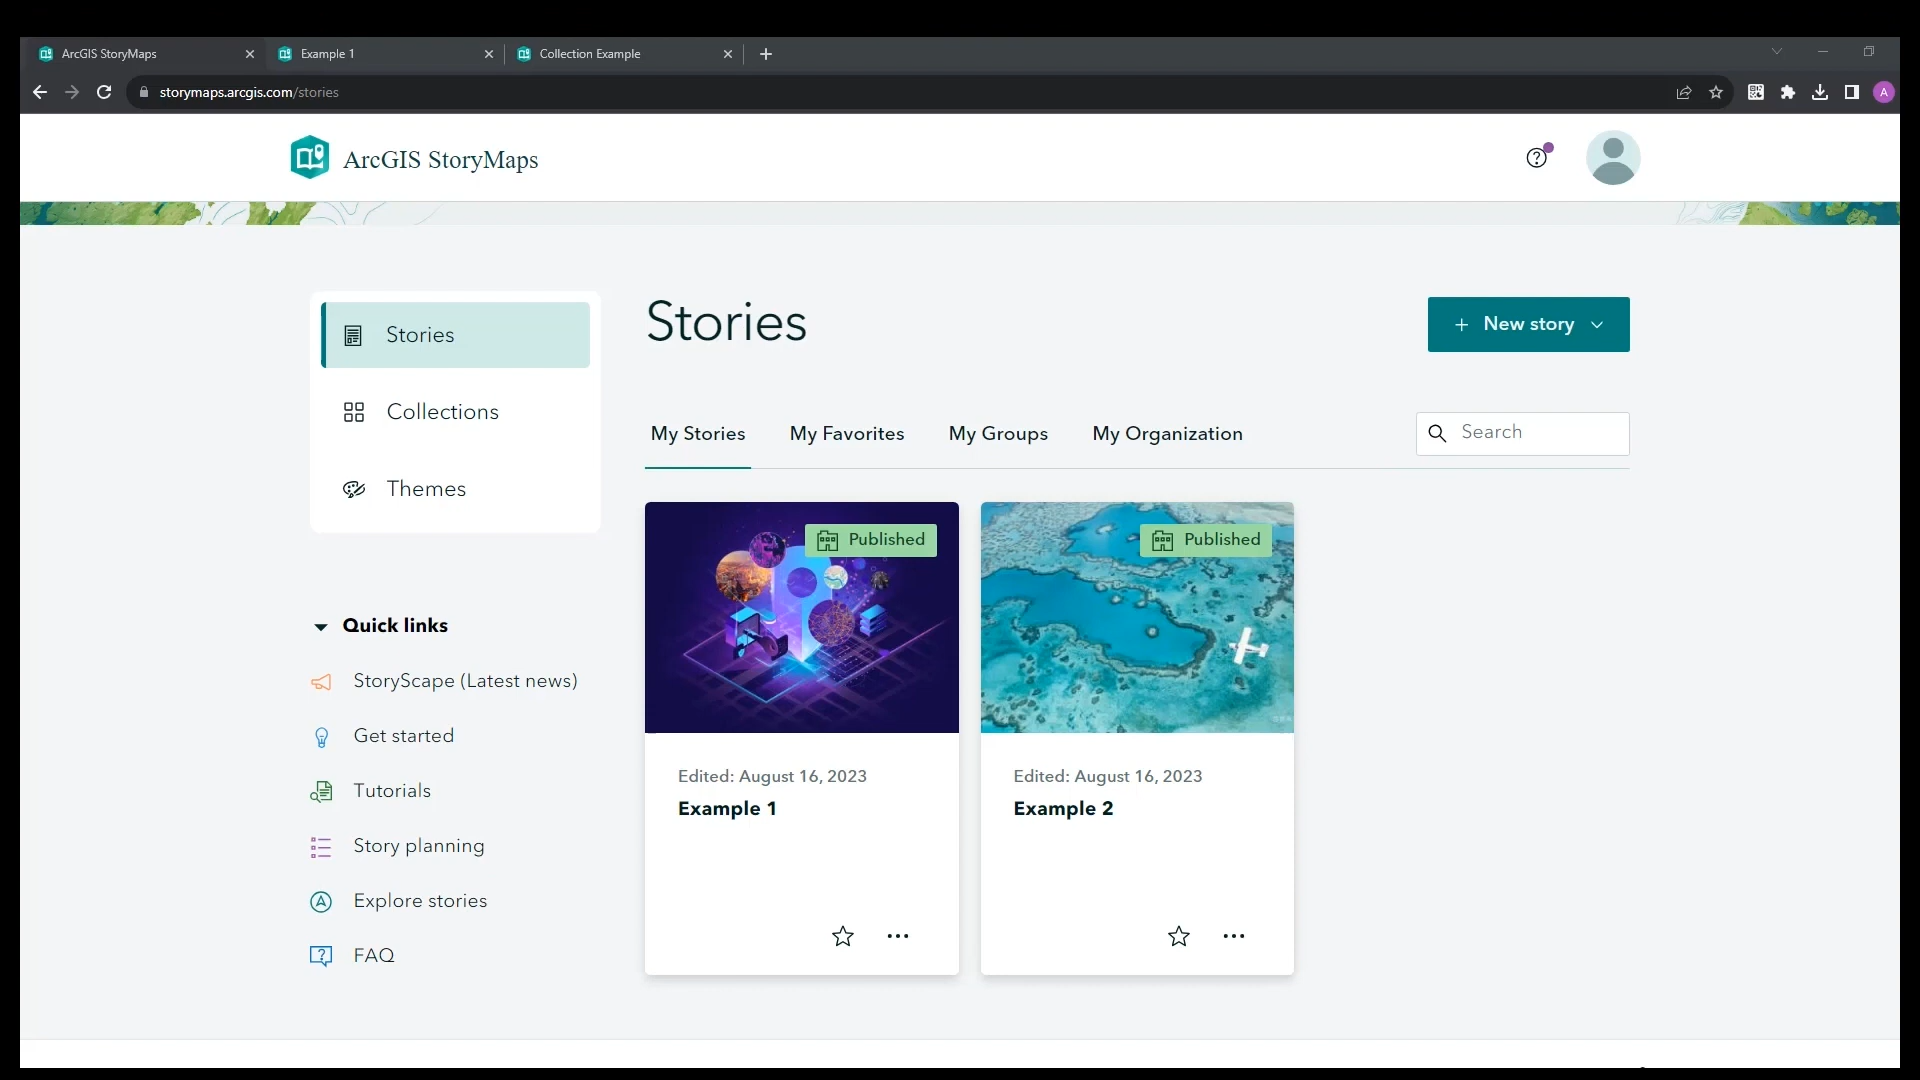 ArcGIS StoryMaps
Example 1
Collection Example
storymaps.arcgis.com/stories
A
ArcGIS StoryMaps
Stories
Collections
Themes
Quick links
StoryScape (Latest news)
Get started
Tutorials
Story planning
Explore stories
FAQ
Stories
+ New story
My Stories
My Favorites
My Groups
My Organization
Search
Published
Edited: August 16, 2023
Example 1
Published
Edited: August 16, 2023
Example 2